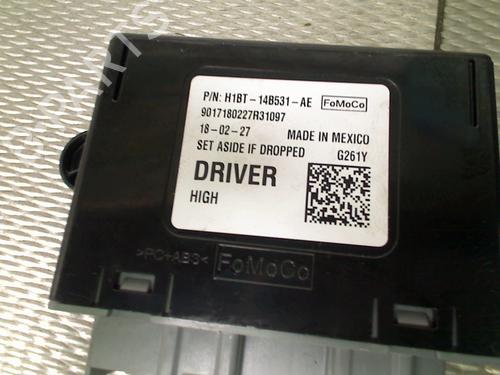 P/N: H1BT-14B531-AE FoMoCo
9017180227R31097
18-02-27 MADE IN MEXICO
SET ASIDE IF DROPPED G261Y
DRIVER
HIGH
>PC+ABS< FoMoCo
PARTS